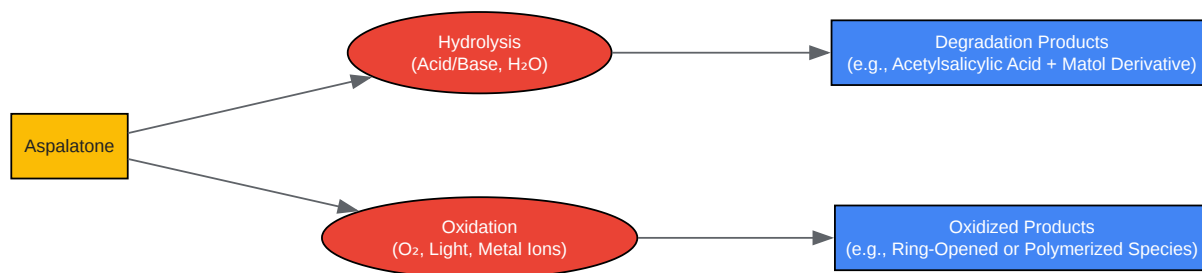 Aspalatone
Hydrolysis
(Acid/Base, H₂O)
Degradation Products
(e.g., Acetylsalicylic Acid + Matol Derivative)
Oxidation
(O₂, Light, Metal Ions)
Oxidized Products
(e.g., Ring-Opened or Polymerized Species)